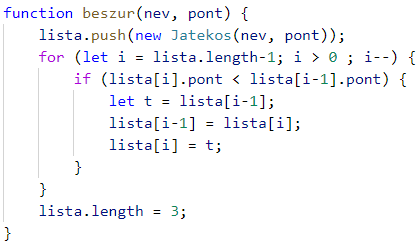 function beszur(nev, pont) {
    lista.push(new Jatekos(nev, pont));
    for (let i = lista.length-1; i > 0 ; i--) {
        if (lista[i].pont < lista[i-1].pont) {
            let t = lista[i-1];
            lista[i-1] = lista[i];
            lista[i] = t;
        }
    }
    lista.length = 3;
}